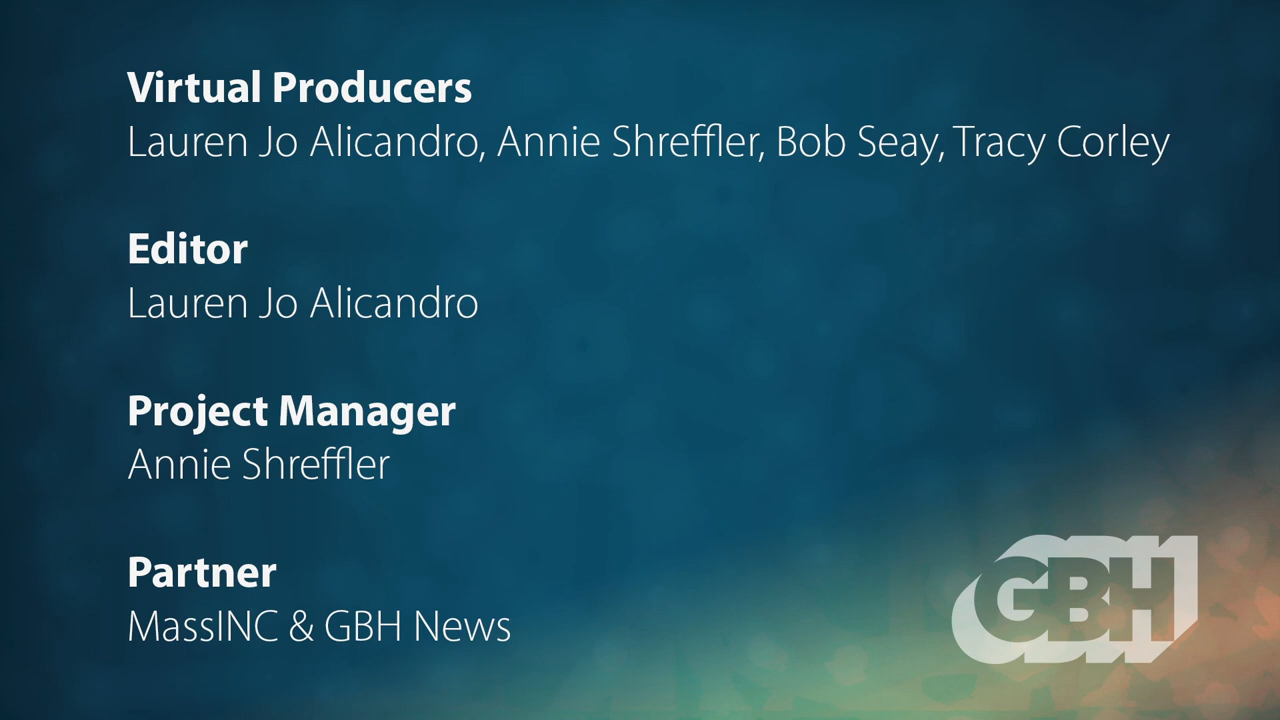 Virtual Producers
Lauren Jo Alicandro, Annie Shreffler, Bob Seay, Tracy Corley
Editor
Lauren Jo Alicandro
Project Manager
Annie Shreffler
Partner
MassINC & GBH News
GBH